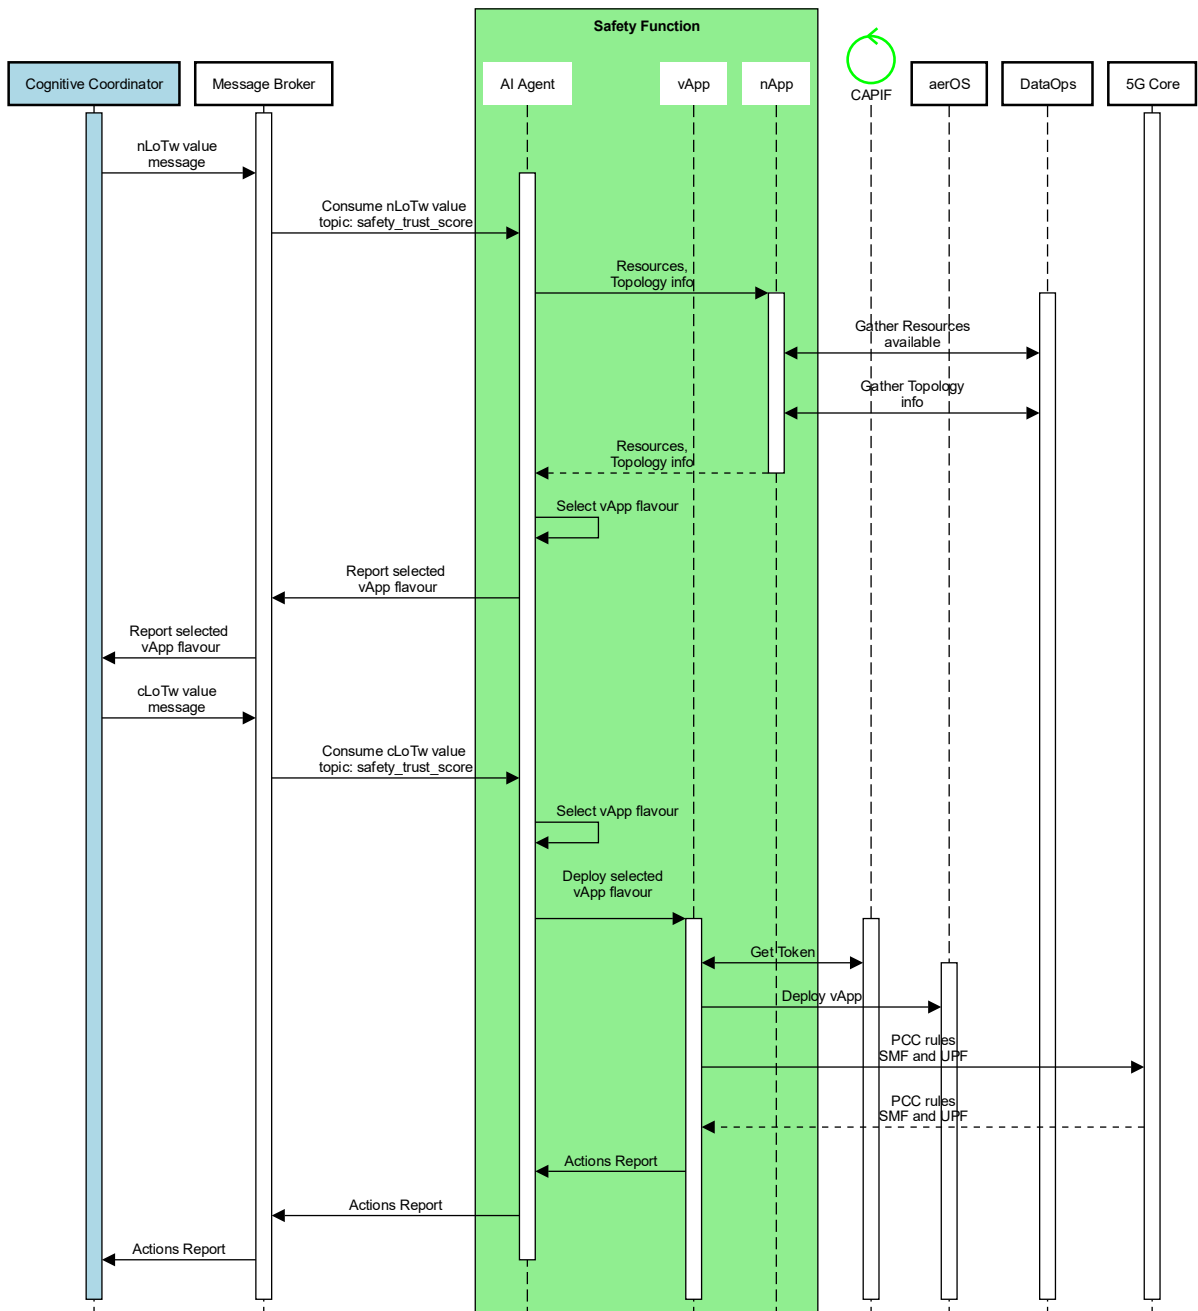 Safety Function
Cognitive Coordinator
Message Broker
AI Agent
vApp
nApp
CAPIF
aerOS
DataOps
5G Core
nLoTw value
message
Consume nLoTw value
topic: safety_trust_score
Resources,
Topology info
Gather Resources
available
Gather Topology
info
Resources,
Topology info
Select vApp flavour
Report selected
vApp flavour
Report selected
vApp flavour
cLoTw value
message
Consume cLoTw value
topic: safety_trust_score
Select vApp flavour
Deploy selected
vApp flavour
Get Token
Deploy vApp
PCC rules
SMF and UPF
PCC rules
SMF and UPF
Actions Report
Actions Report
Actions Report